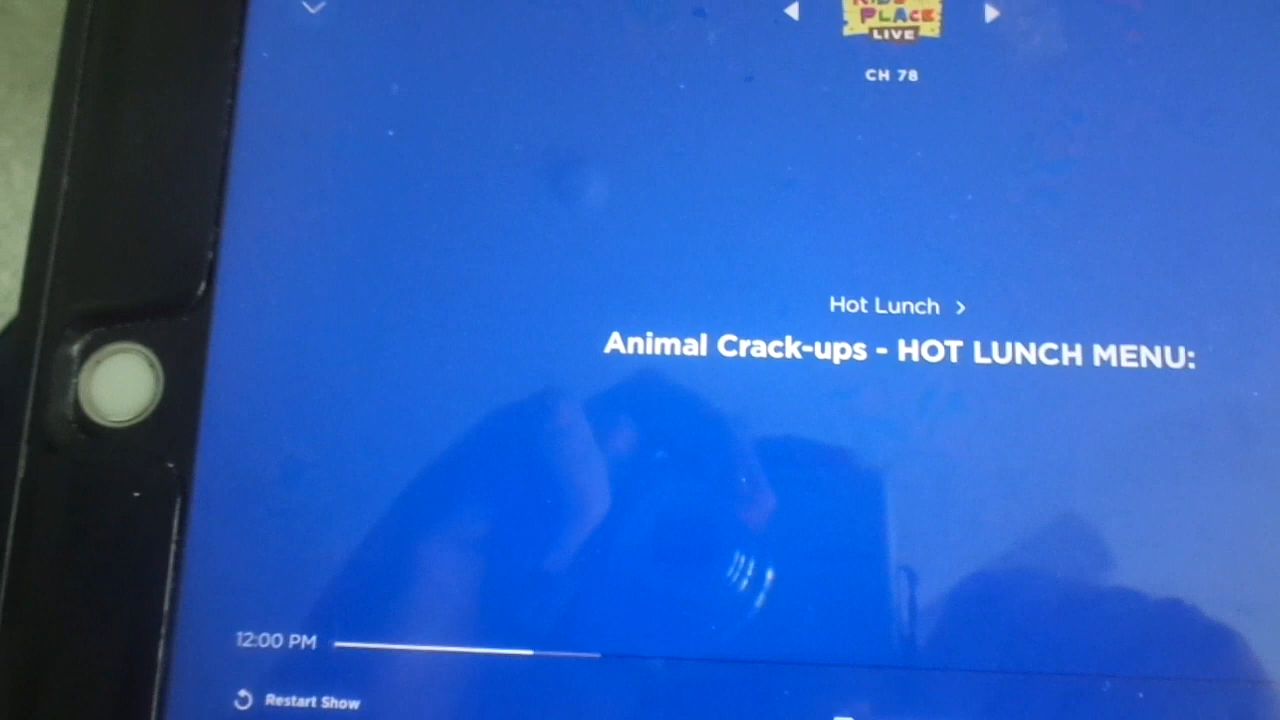 PLACE
LIVE
CH 78
Hot Lunch
Animal Crack-ups - HOT LUNCH MENU:
12:00 PM
Restart Show